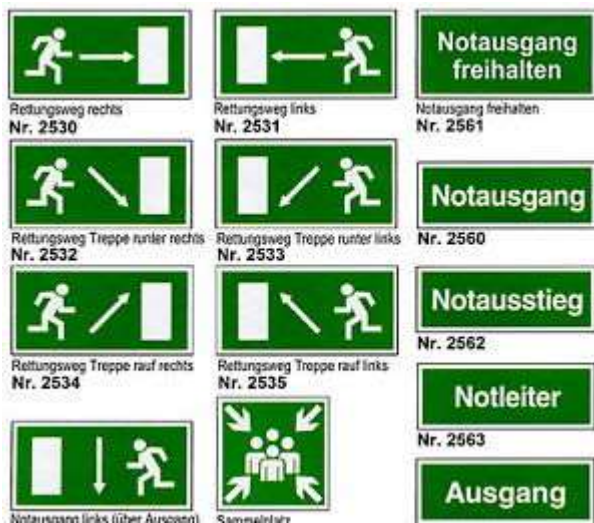 Rettungsweg rechts
Nr. 2530
Rettungsweg links
Nr. 2531
Notausgang
freihalten
Notausgang freihalten
Nr. 2561
Rettungsweg Treppe runter rechts
Nr. 2532
Rettungsweg Treppe runter links
Nr. 2533
Notausgang
Nr. 2560
Rettungsweg Treppe rauf rechts
Nr. 2534
Rettungsweg Treppe rauf links
Nr. 2535
Notausstieg
Nr. 2562
Notleiter
Nr. 2563
Notausgang links (über Ausgang)
Sammelplatz
Ausgang